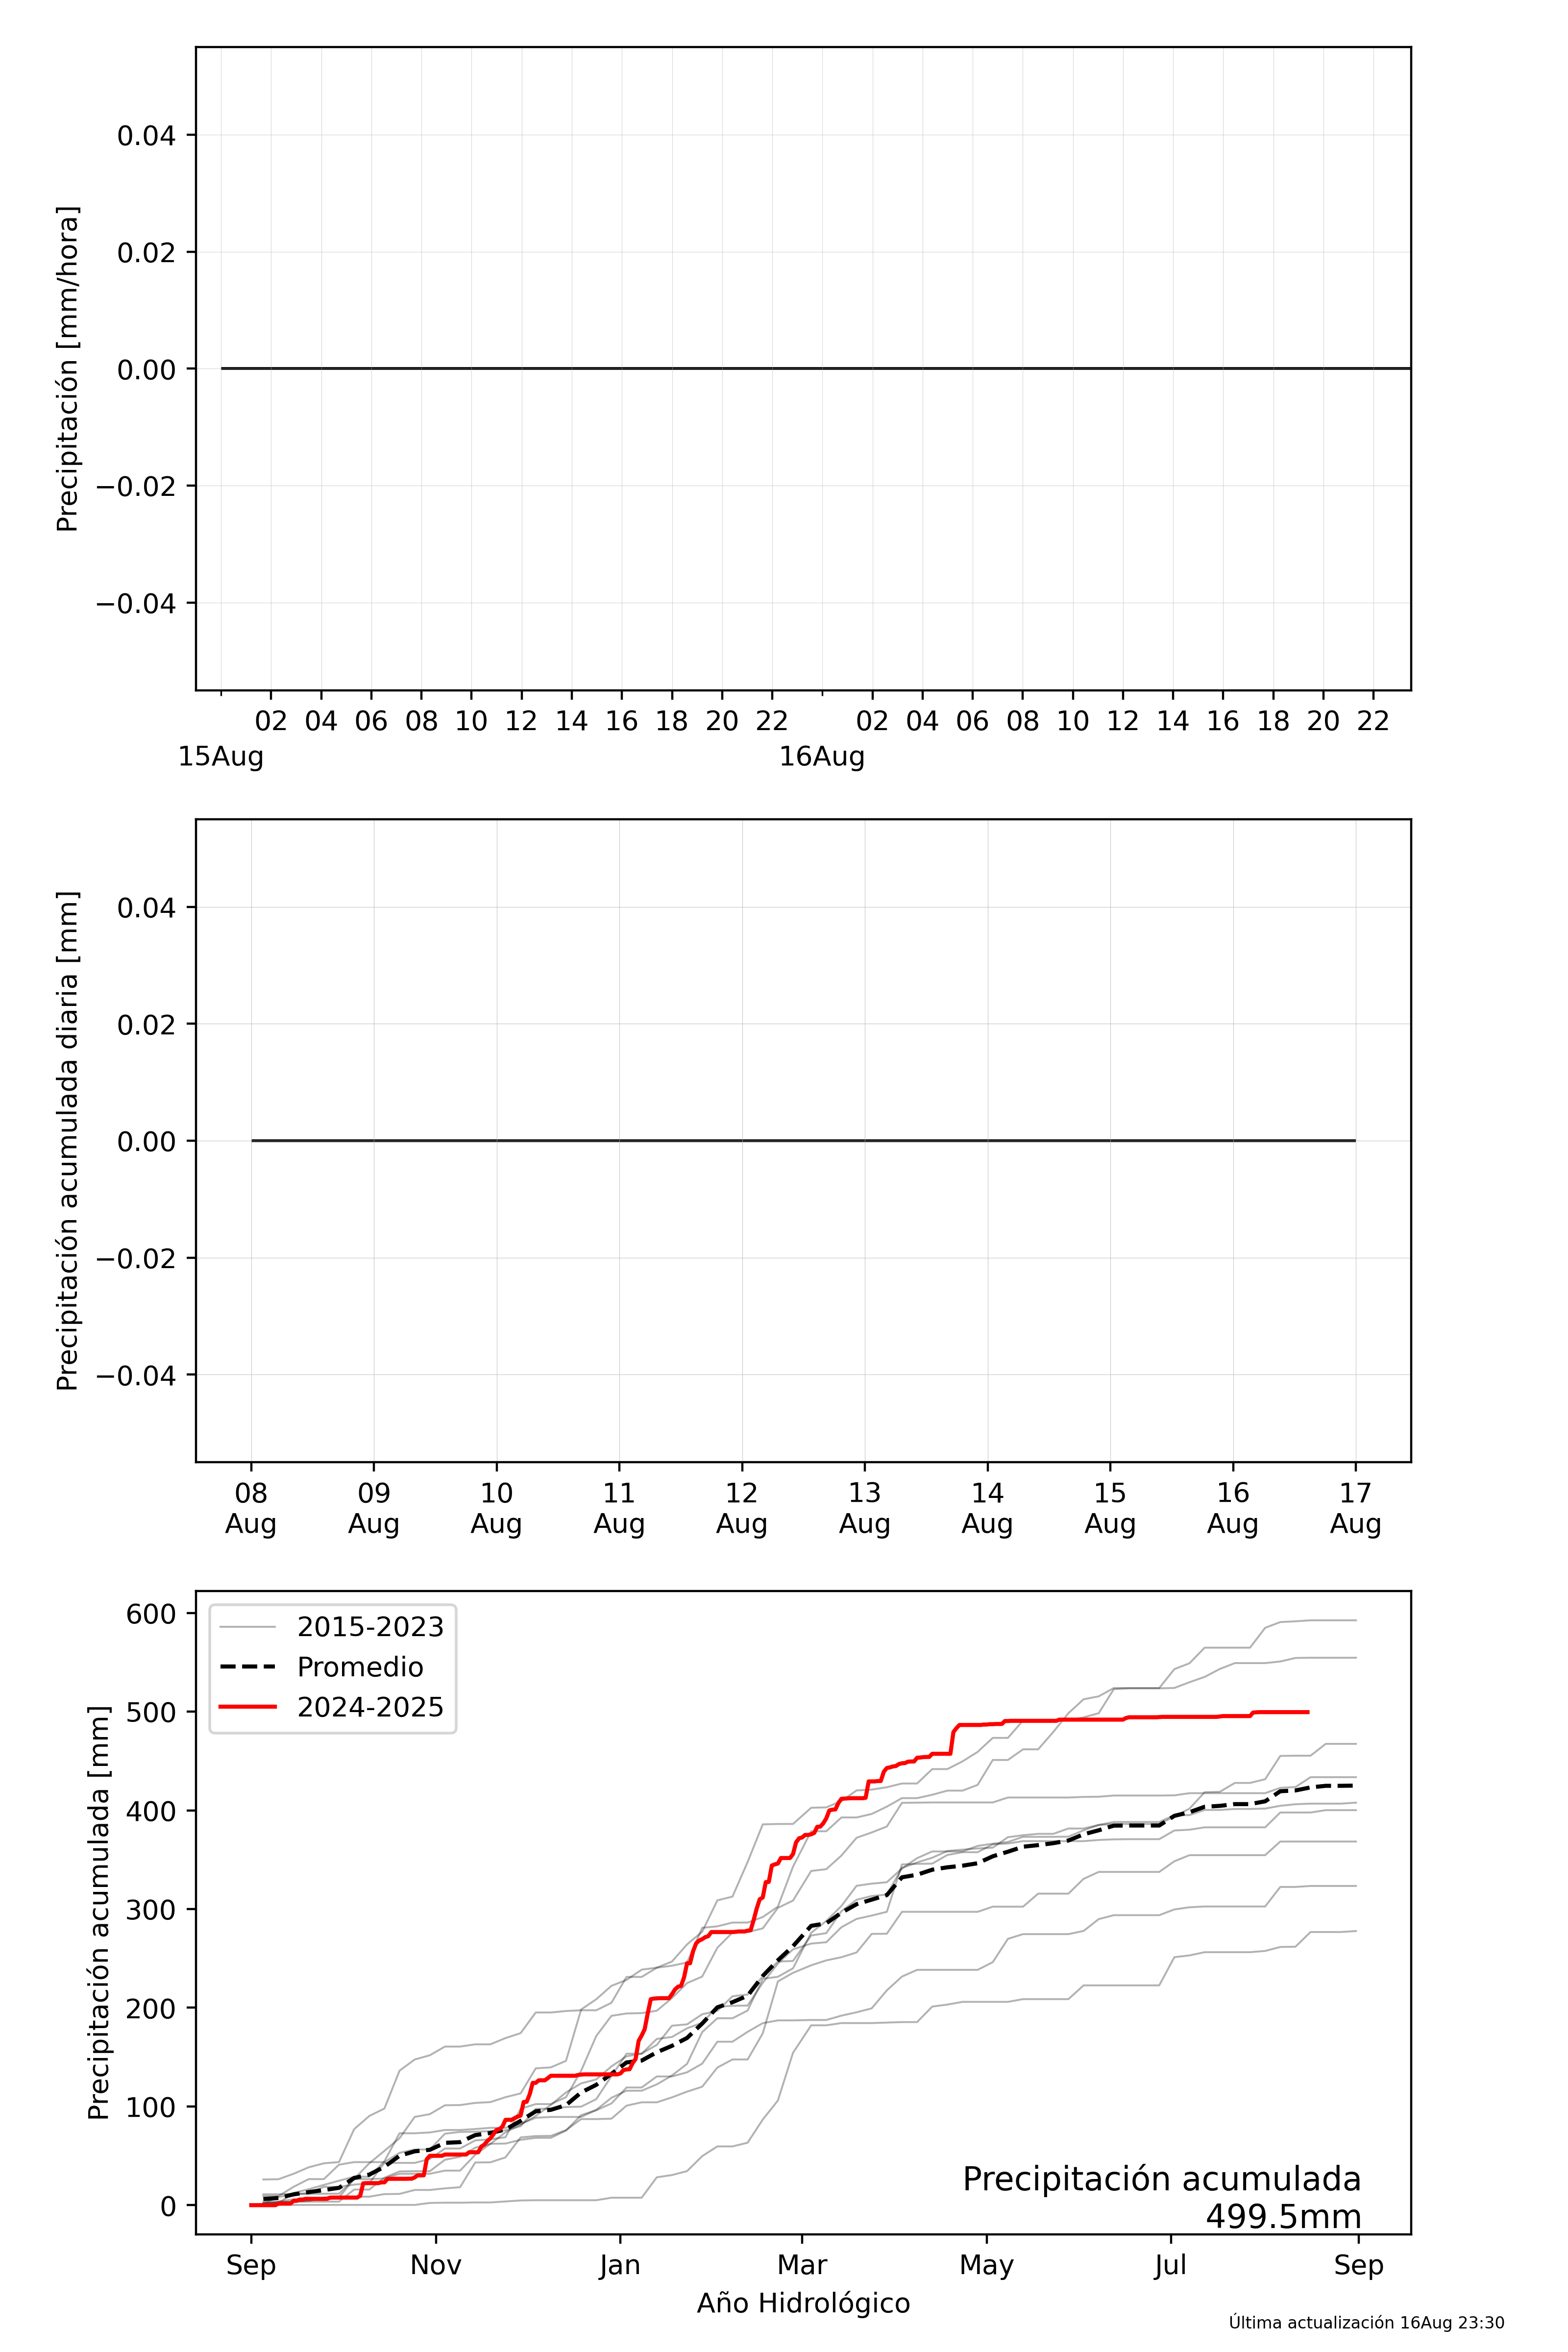 0.04
0.02
0.00
−0.02
−0.04
Precipitación [mm/hora]
02 04 06 08 10 12 14 16 18 20 22 02 04 06 08 10 12 14 16 18 20 22
15Aug 16Aug
0.04
0.02
0.00
−0.02
−0.04
Precipitación acumulada diaria [mm]
08 09 10 11 12 13 14 15 16 17
Aug Aug Aug Aug Aug Aug Aug Aug Aug Aug
600
500
400
300
200
100
0
Precipitación acumulada [mm]
2015-2023
Promedio
2024-2025
Precipitación acumulada
499.5mm
Sep Nov Jan Mar May Jul Sep
Año Hidrológico
Última actualización 16Aug 23:30